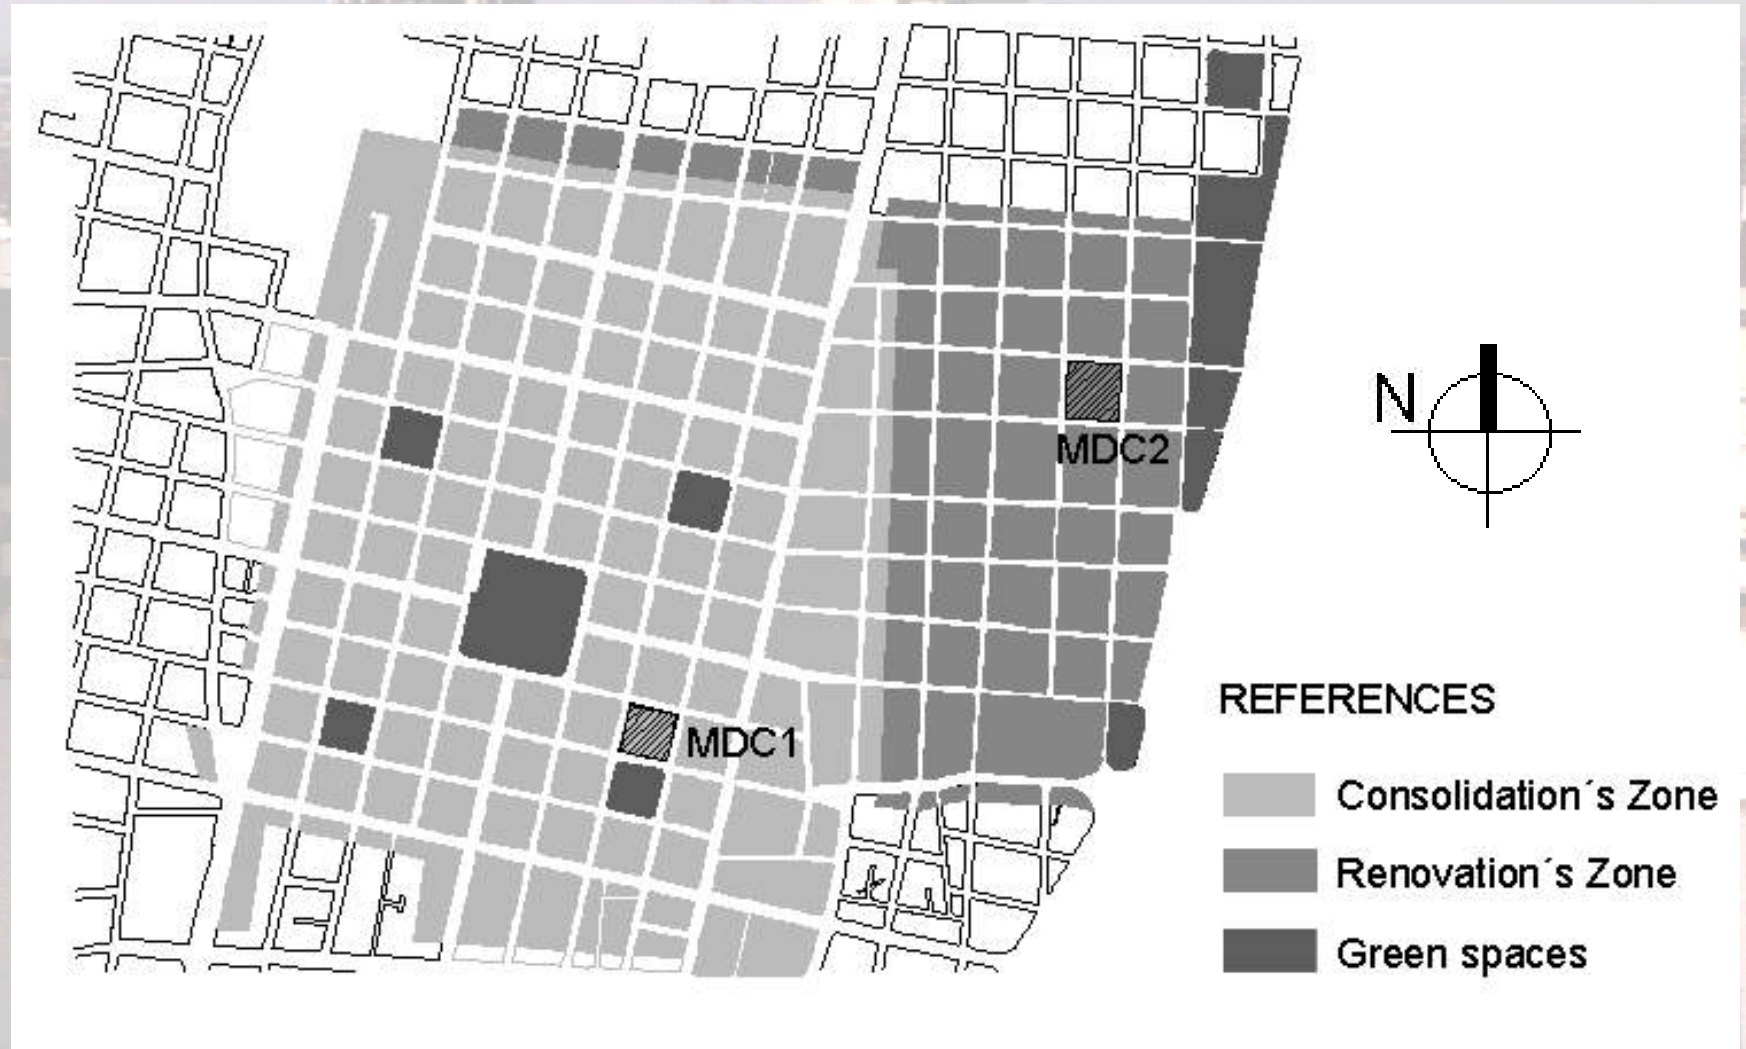 MDC2
MDC1
N
REFERENCES
Consolidation´s Zone
Renovation´s Zone
Green spaces